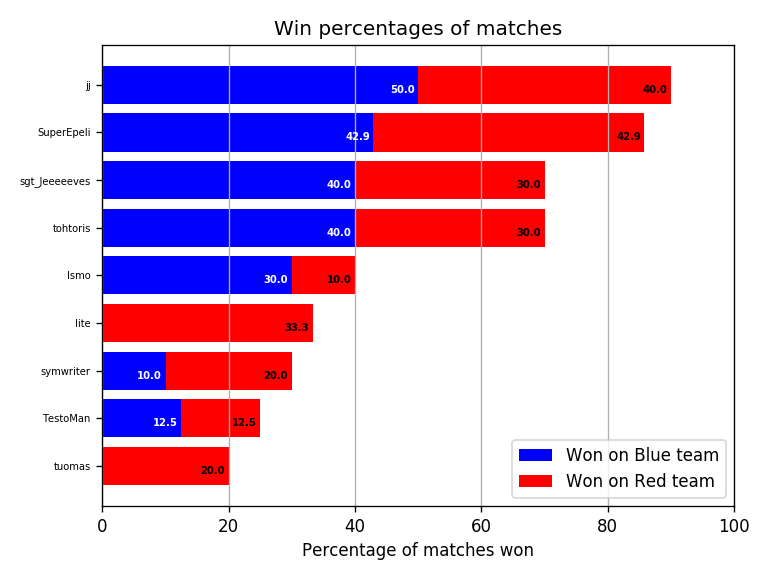 Win percentages of matches
jj 50.0 40.0
SuperEpeli 42.9 42.9
sgt_Jeeeeeves 40.0 30.0
tohtoris 40.0 30.0
Ismo 30.0 10.0
lite 33.3
symwriter 10.0 20.0
TestoMan 12.5 12.5
tuomas 20.0
Won on Blue team
Won on Red team
0 20 40 60 80 100
Percentage of matches won